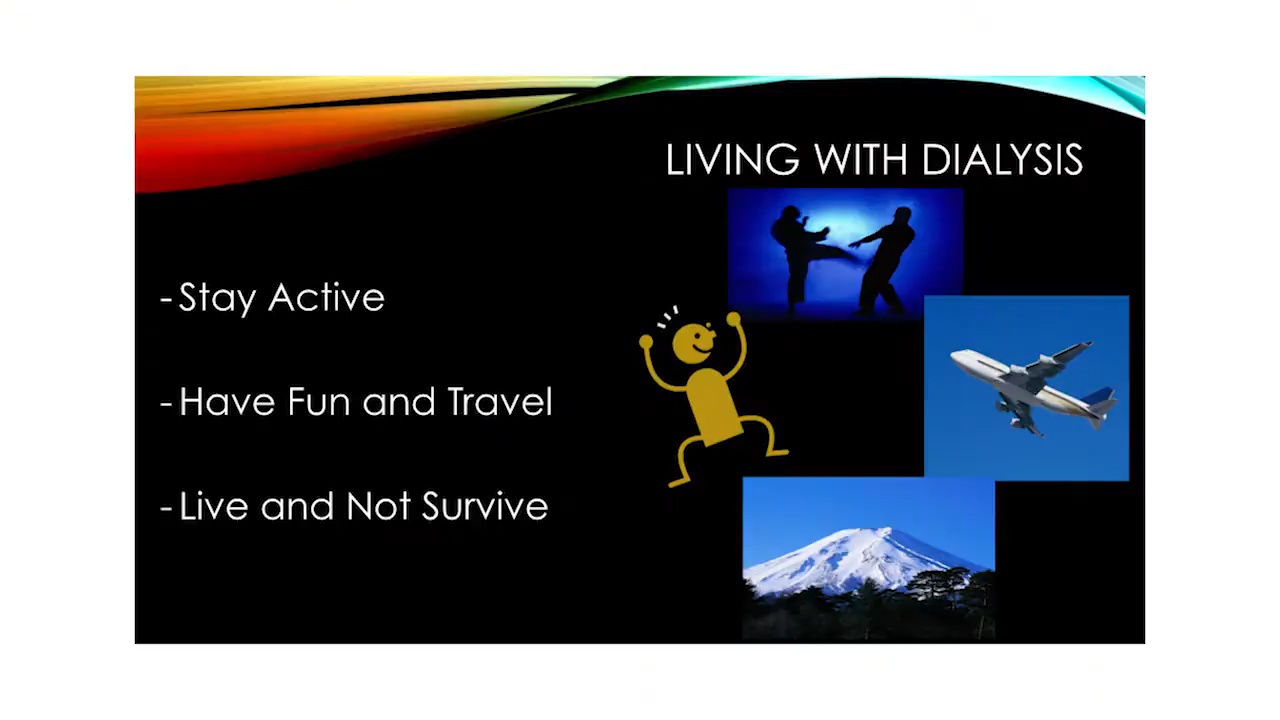 LIVING WITH DIALYSIS
- Stay Active
- Have Fun and Travel
- Live and Not Survive